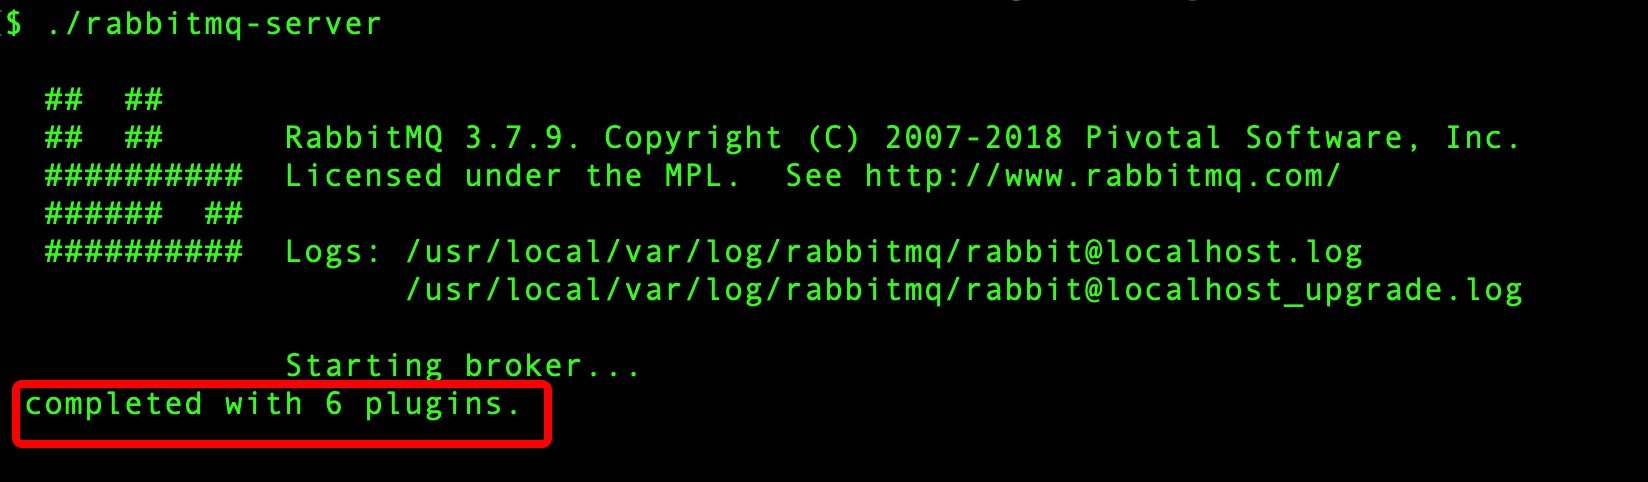 $ ./rabbitmq-server
##  ##
##  ##      RabbitMQ 3.7.9. Copyright (C) 2007-2018 Pivotal Software, Inc.
##########  Licensed under the MPL.  See http://www.rabbitmq.com/
######  ##
##########  Logs: /usr/local/var/log/rabbitmq/rabbit@localhost.log
/usr/local/var/log/rabbitmq/rabbit@localhost_upgrade.log
Starting broker...
completed with 6 plugins.